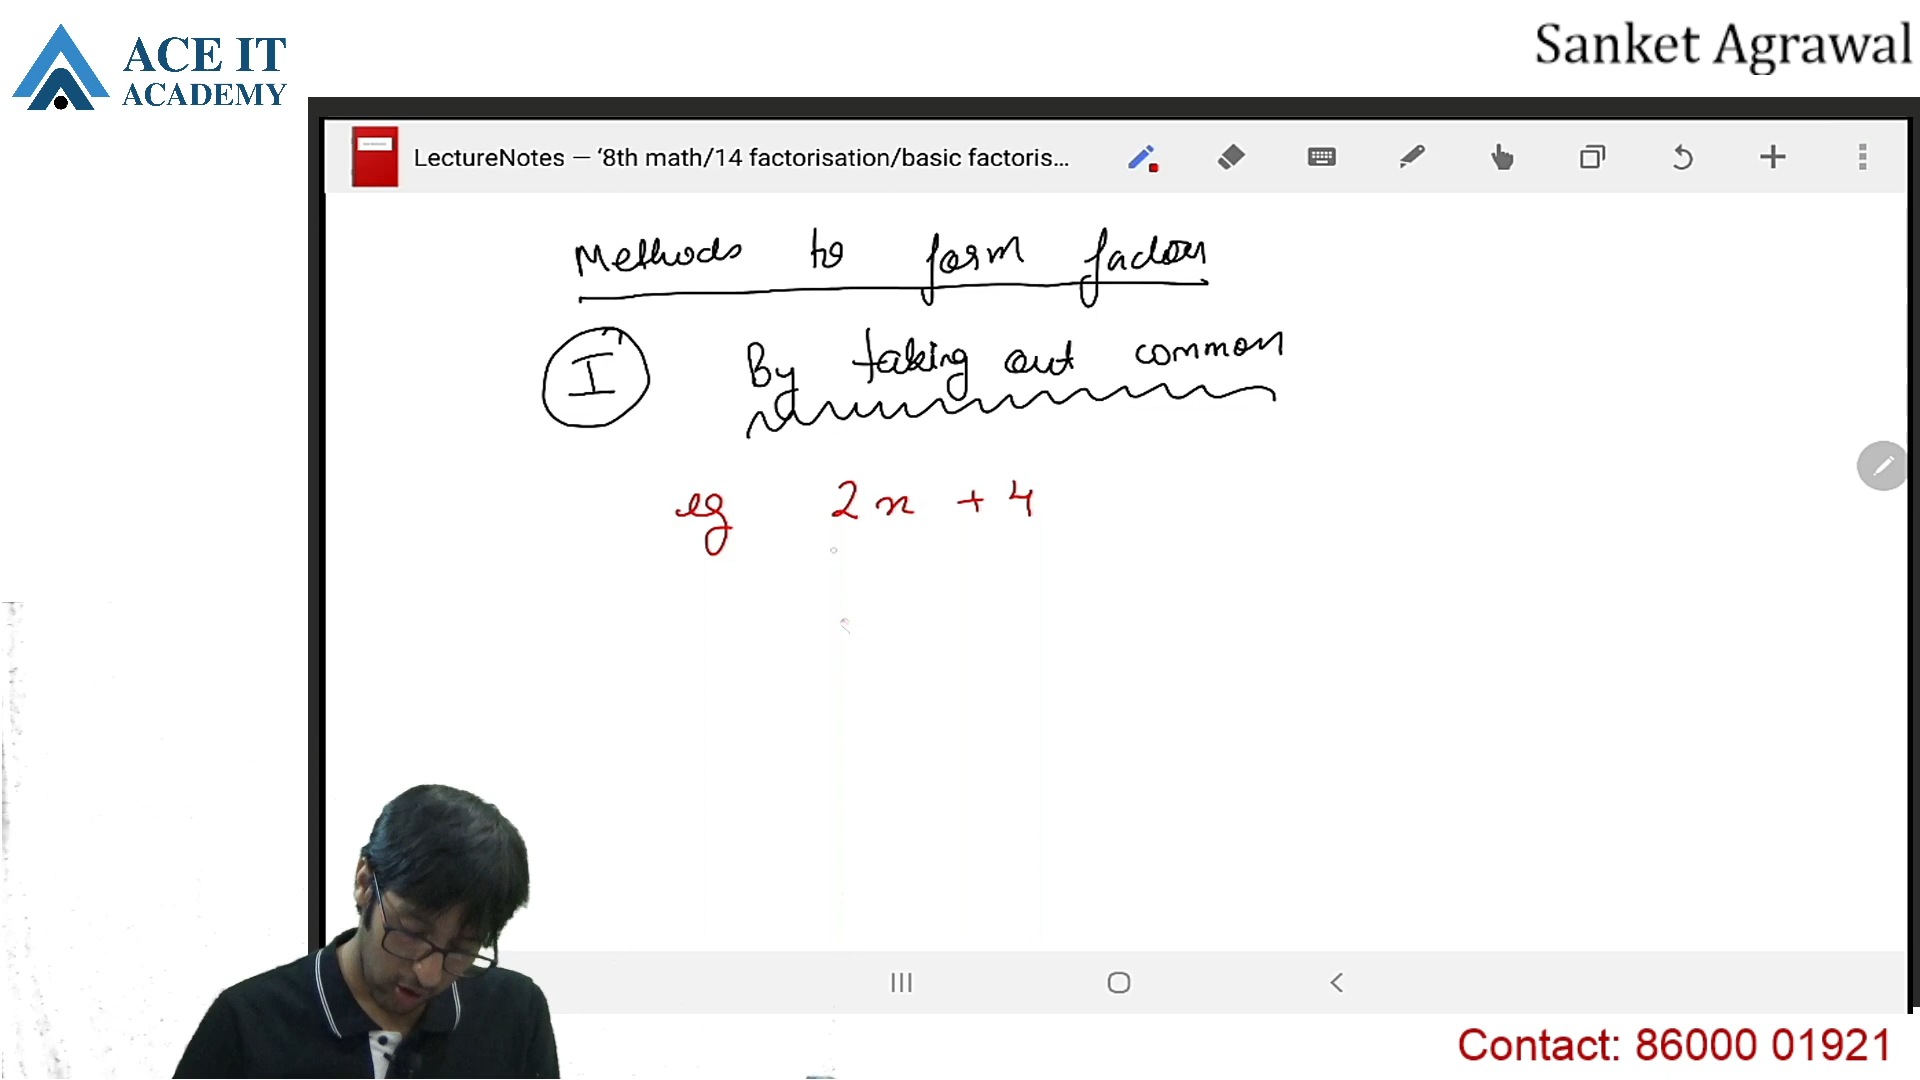 ACE IT
ACADEMY
Sanket Agrawal
LectureNotes — ‘8th math/14 factorisation/basic factoris...
Methods to form factors
I By taking out common
eg 2x + 4
Contact: 86000 01921